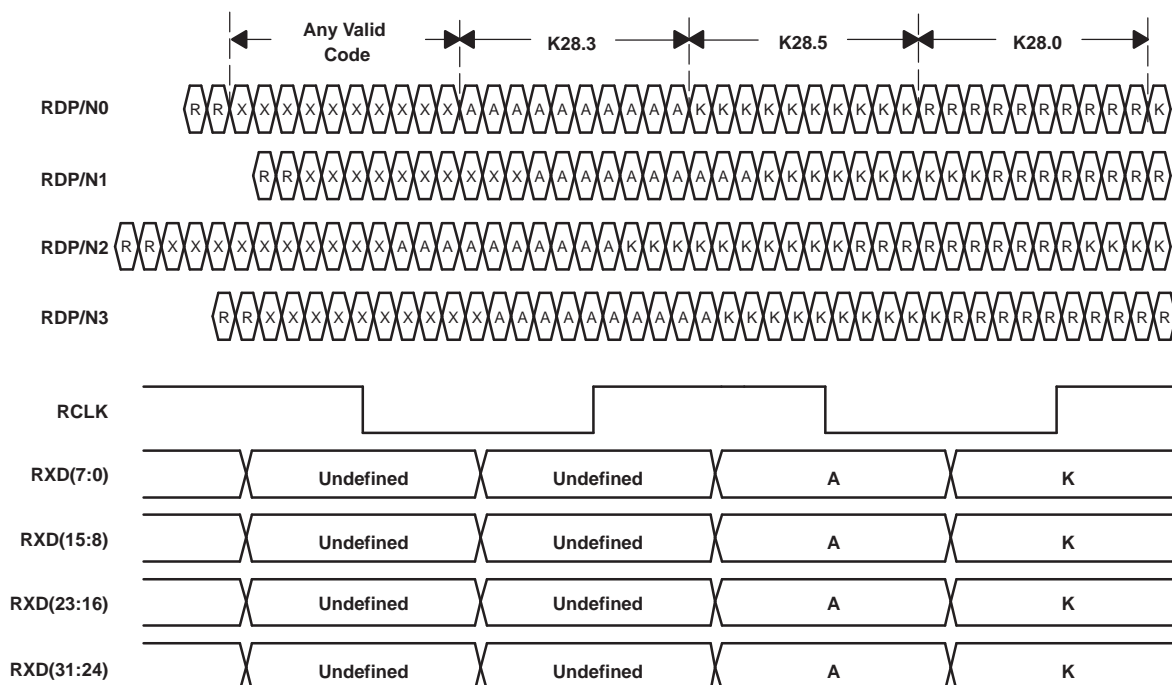 Any Valid
Code
K28.3
K28.5
K28.0
RDP/N0 R R X X X X X X X X X X A A A A A A A A A A K K K K K K K K K K R R R R R R R R R R K
RDP/N1 R R X X X X X X X X X X A A A A A A A A A A K K K K K K K K K K R R R R R R R R
RDP/N2 R R X X X X X X X X X X A A A A A A A A A A K K K K K K K K K K R R R R R R R R R R K K K K
RDP/N3 R R X X X X X X X X X X A A A A A A A A A A K K K K K K K K K K R R R R R R R R R R
RCLK
RXD(7:0) Undefined Undefined A K
RXD(15:8) Undefined Undefined A K
RXD(23:16) Undefined Undefined A K
RXD(31:24) Undefined Undefined A K